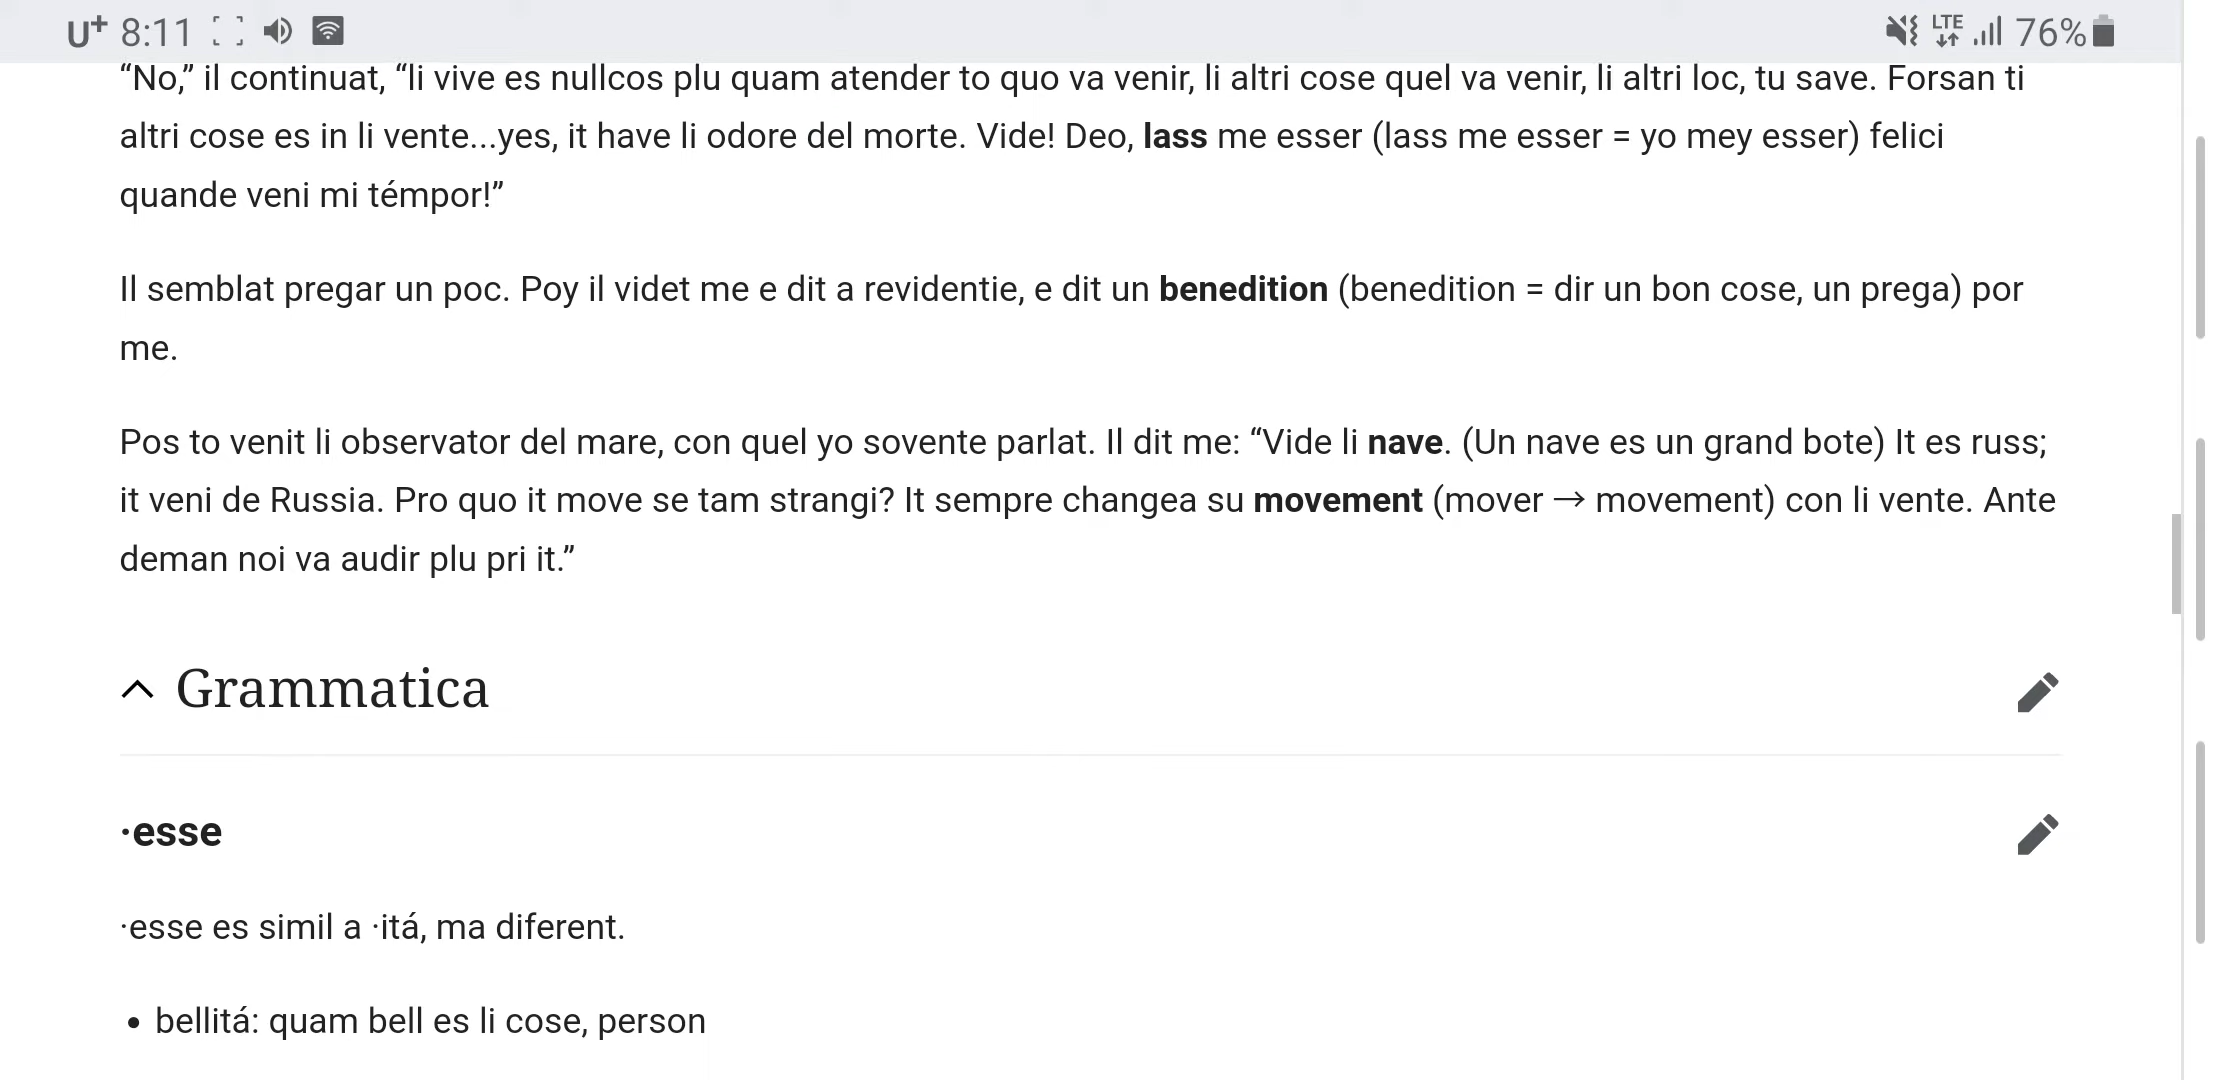 U+ 8:11 LTE 76%
“No,” il continuat, “li vive es nullcos plu quam atender to quo va venir, li altri cose quel va venir, li altri loc, tu save. Forsan ti
altri cose es in li vente...yes, it have li odore del morte. Vide! Deo, lass me esser (lass me esser = yo mey esser) felici
quande veni mi témpor!”
Il semblat pregar un poc. Poy il videt me e dit a revidentie, e dit un benedition (benedition = dir un bon cose, un prega) por
me.
Pos to venit li observator del mare, con quel yo sovente parlat. Il dit me: “Vide li nave. (Un nave es un grand bote) It es russ;
it veni de Russia. Pro quo it move se tam strangi? It sempre changea su movement (mover → movement) con li vente. Ante
deman noi va audir plu pri it.”
Grammatica
·esse
·esse es simil a ·itá, ma diferent.
• bellitá: quam bell es li cose, person